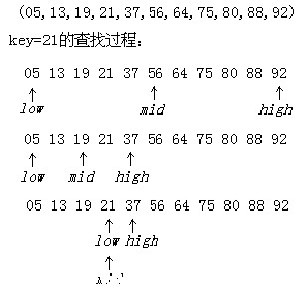 (05,13,19,21,37,56,64,75,80,88,92)
key=21的查找过程：
05 13 19 21 37 56 64 75 80 88 92
↑ ↑ ↑
low mid high
05 13 19 21 37 56 64 75 80 88 92
↑ ↑ ↑
low mid high
05 13 19 21 37 56 64 75 80 88 92
↑ ↑
low high
↑